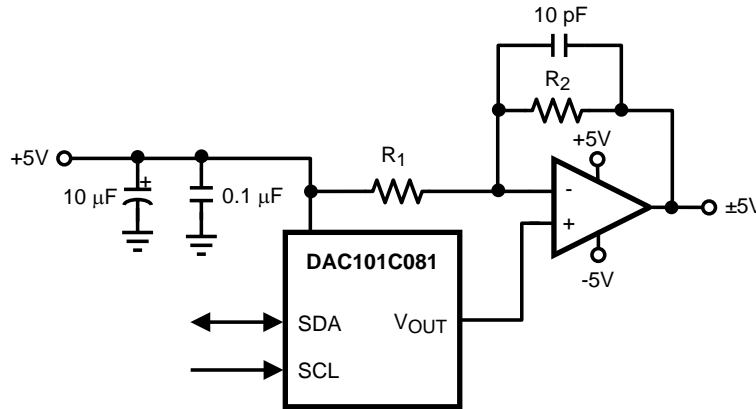 10 pF
R2
+5V
R1
+5V
10 μF
+
0.1 μF
-
+
±5V
-5V
DAC101C081
SDA
VOUT
SCL